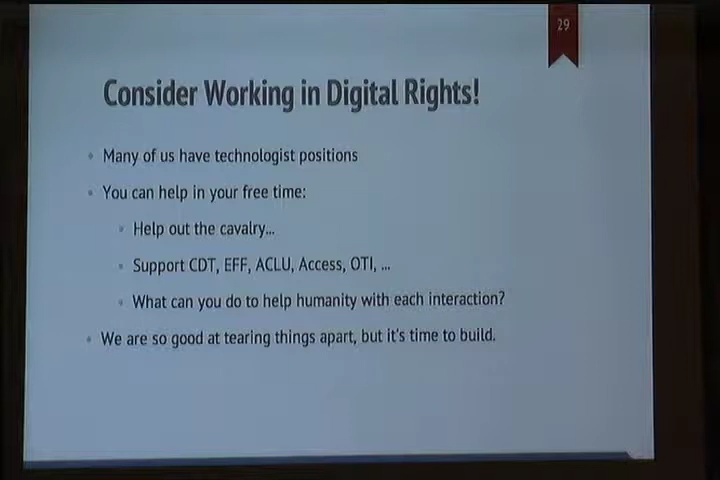 29
Consider Working in Digital Rights!
Many of us have technologist positions
You can help in your free time:
Help out the cavalry...
Support CDT, EFF, ACLU, Access, OTI, ...
What can you do to help humanity with each interaction?
We are so good at tearing things apart, but it's time to build.